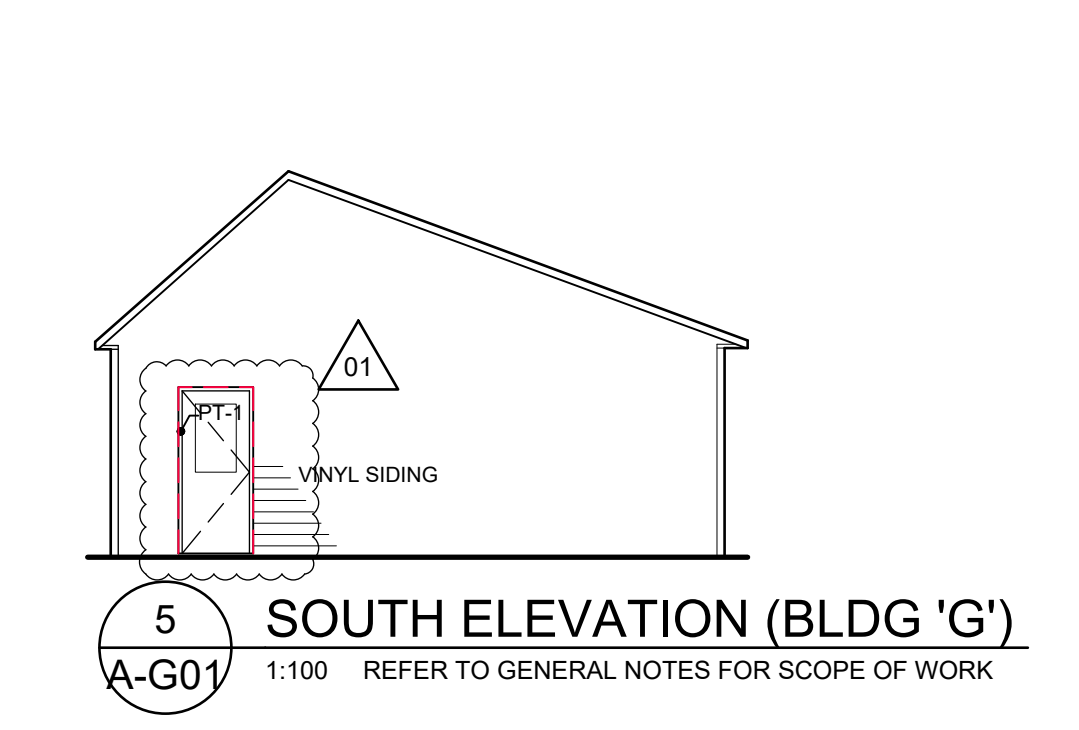 01
PT-1
VINYL SIDING
5
SOUTH ELEVATION (BLDG 'G')
A-G01
1:100 REFER TO GENERAL NOTES FOR SCOPE OF WORK